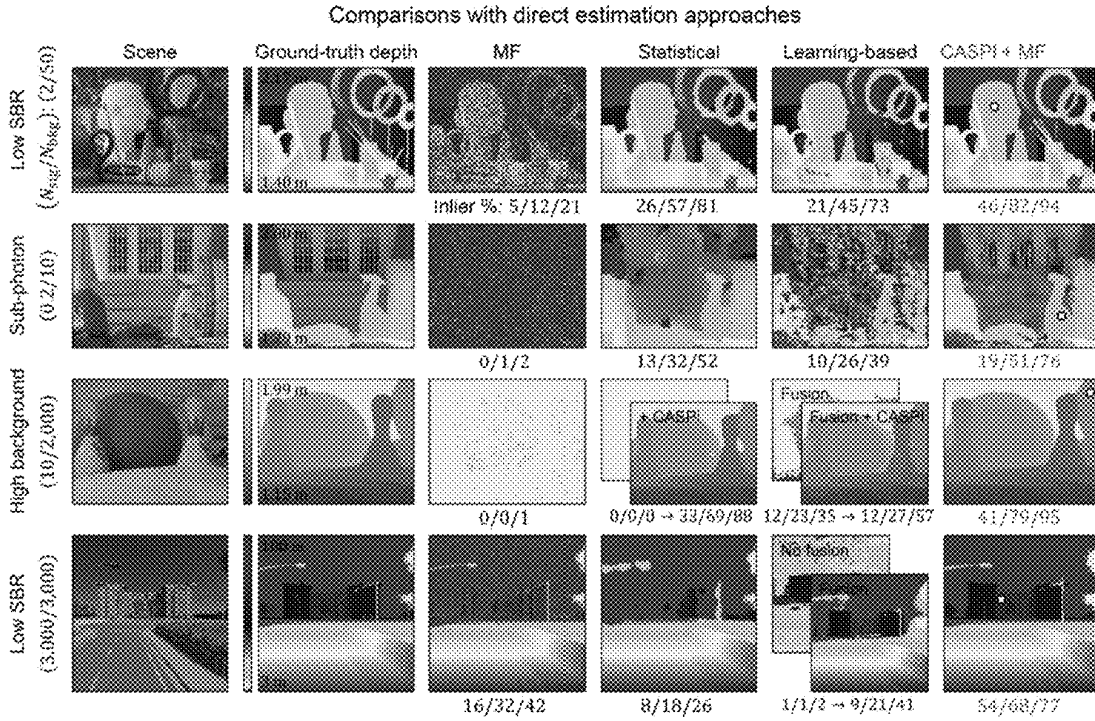 Comparisons with direct estimation approaches
Scene Ground-truth depth MF Statistical Learning-based CASPI + MF
Low SBR
(N_sig/N_bkg): (2/50)
1.40 m
Inlier %: 5/12/21 26/57/81 21/45/73 46/82/94
Sub-photon
(0.2/10)
0/1/2 13/32/52 10/26/39 19/51/76
High background
(10/2,000)
1.99 m
1.15 m
+ CASPI
Fusion
Fusion + CASPI
0/0/1 0/0/0 → 33/69/88 12/23/35 → 12/27/57 41/79/95
Low SBR
(3,000/3,000)
100 m
No fusion
16/32/42 8/18/26 1/1/2 → 9/21/41 54/68/77